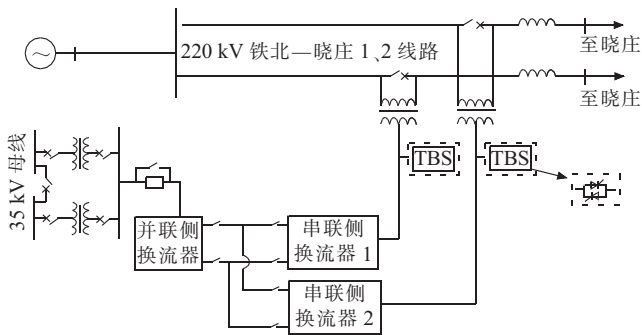 220 kV 铁北—晓庄 1、2 线路
至晓庄
至晓庄
TBS
TBS
35 kV 母线
并联侧
换流器
串联侧
换流器 1
串联侧
换流器 2